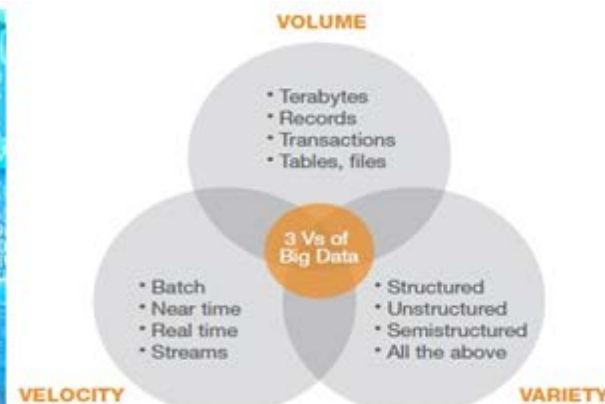 VOLUME
• Terabytes
• Records
• Transactions
• Tables, files
3 Vs of
Big Data
• Batch
• Near time
• Real time
• Streams
• Structured
• Unstructured
• Semistructured
• All the above
VELOCITY
VARIETY